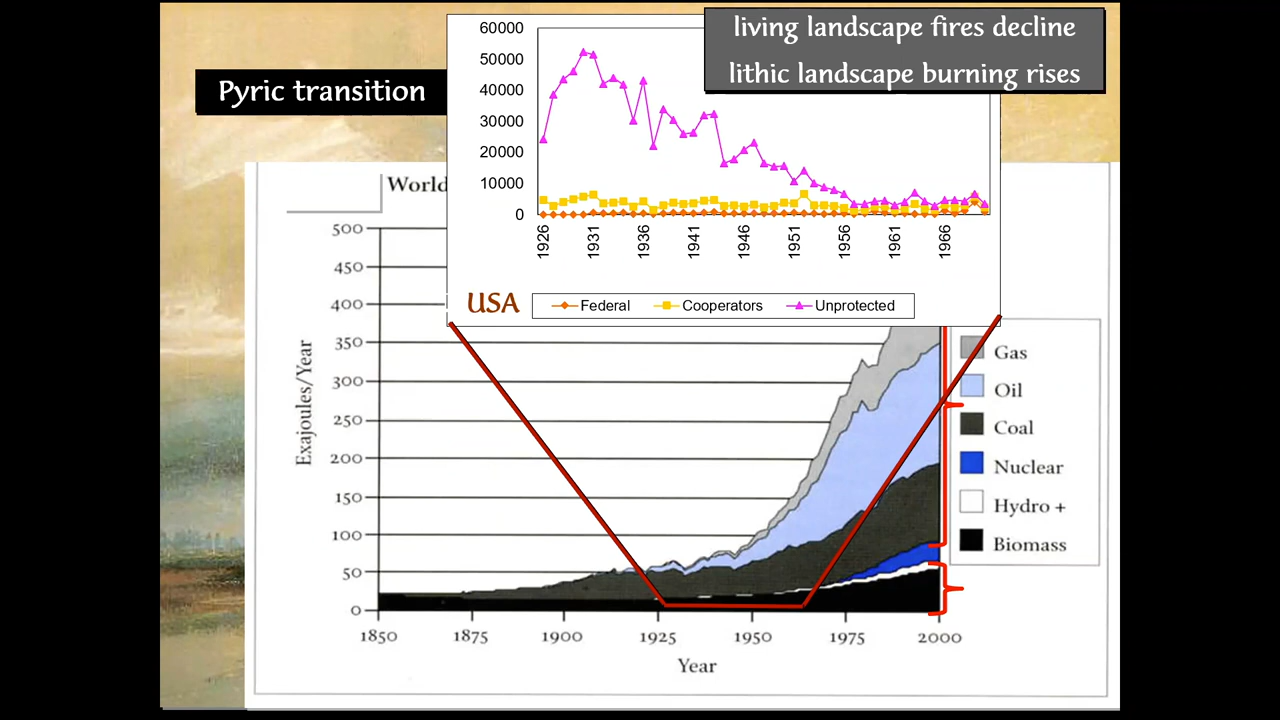 living landscape fires decline
lithic landscape burning rises
Pyric transition
60000
50000
40000
30000
20000
10000
0
1926
1931
1936
1941
1946
1951
1956
1961
1966
USA
Federal
Cooperators
Unprotected
World
500
450
400
350
300
250
200
150
100
50
0
Exajoules/Year
1850
1875
1900
1925
1950
1975
2000
Year
Gas
Oil
Coal
Nuclear
Hydro +
Biomass